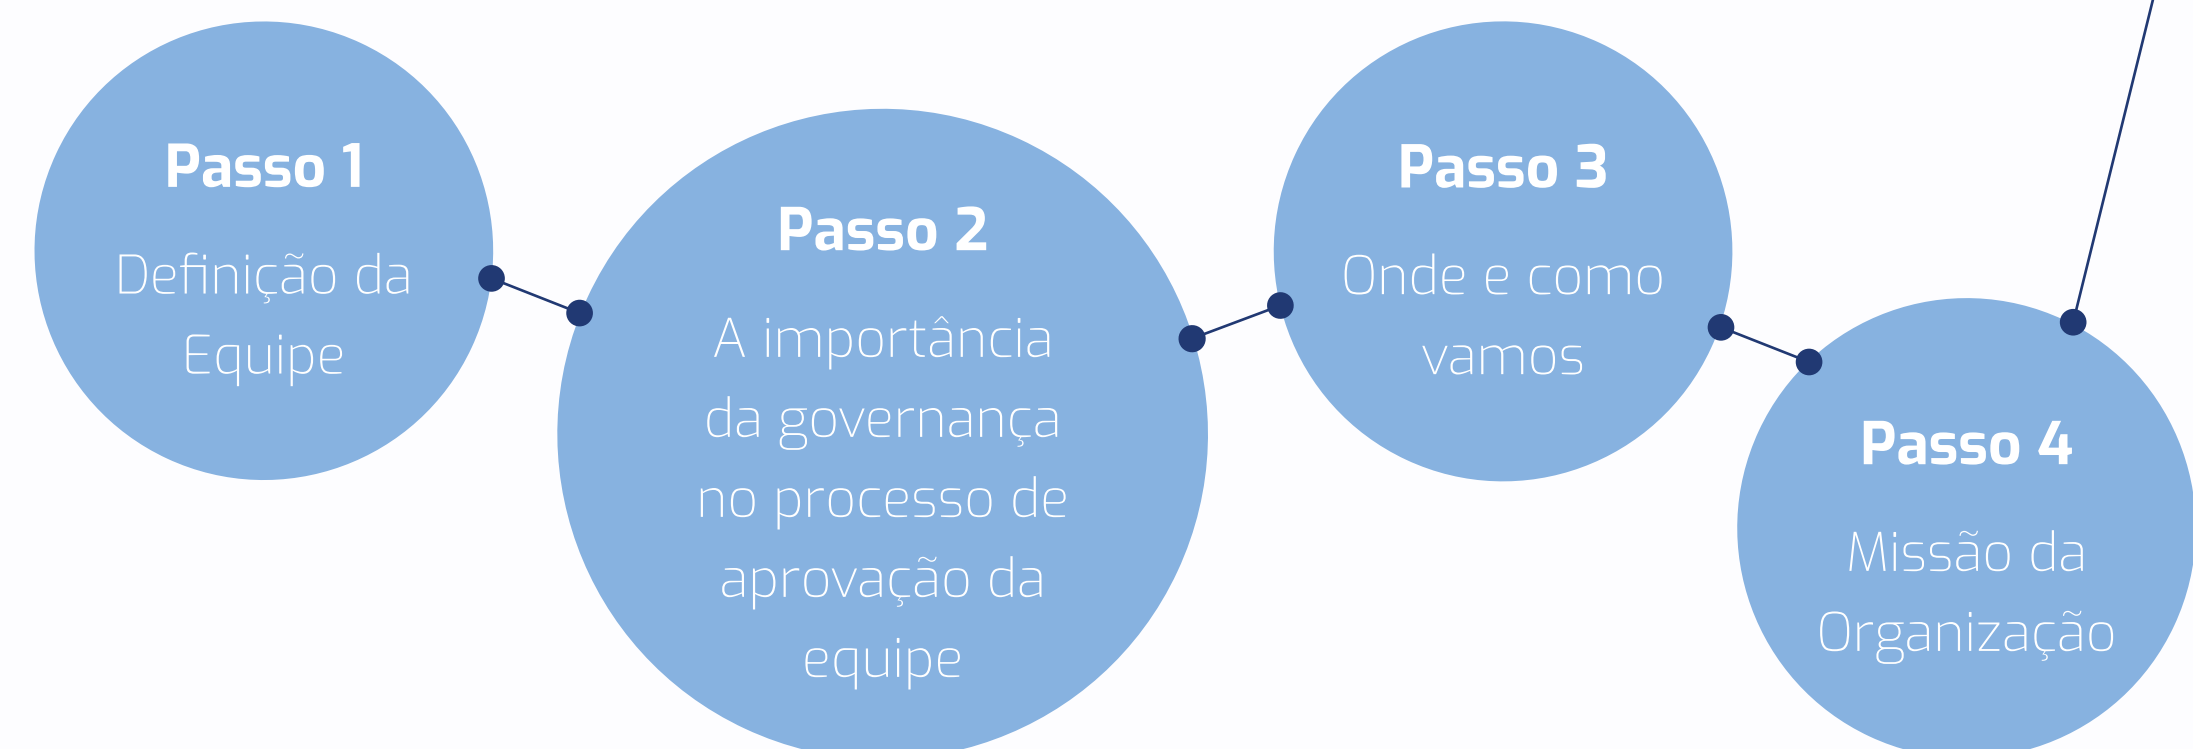 Passo 1
Definição da
Equipe
Passo 2
A importância
da governança
no processo de
aprovação da
equipe
Passo 3
Onde e como
vamos
Passo 4
Missão da
Organização